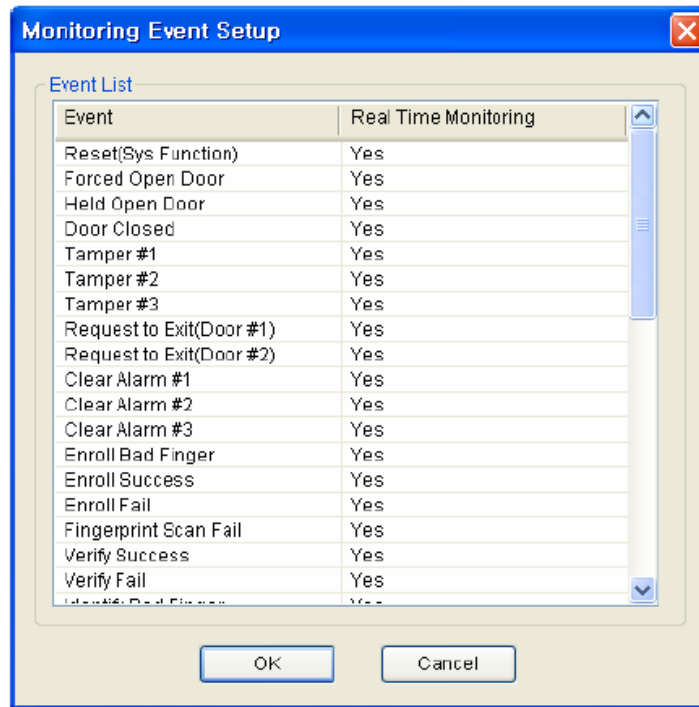 Monitoring Event Setup
Event List
Event Real Time Monitoring
Reset(Sys Function) Yes
Forced Open Door Yes
Held Open Door Yes
Door Closed Yes
Tamper #1 Yes
Tamper #2 Yes
Tamper #3 Yes
Request to Exit(Door #1) Yes
Request to Exit(Door #2) Yes
Clear Alarm #1 Yes
Clear Alarm #2 Yes
Clear Alarm #3 Yes
Enroll Bad Finger Yes
Enroll Success Yes
Enroll Fail Yes
Fingerprint Scan Fail Yes
Verify Success Yes
Verify Fail Yes
Identify Bad Finger Yes
OK Cancel